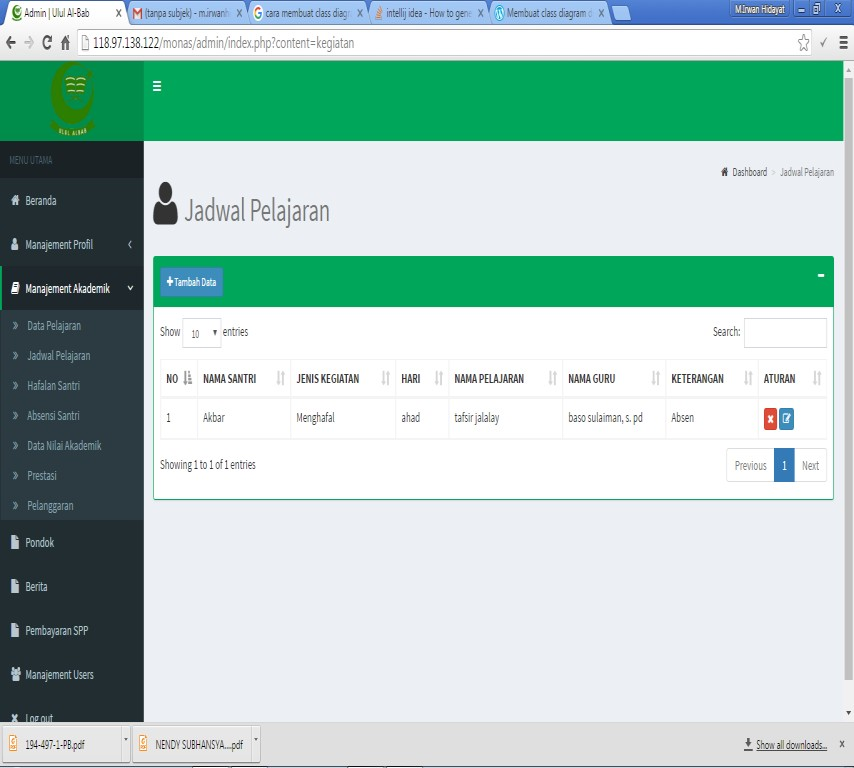 Admin | Ulul Al-Bab
(tanpa subjek) - m.irwanh
cara membuat class diagr
intellij idea - How to gene
Membuat class diagram d
M.Irwan Hidayat
118.97.138.122/monas/admin/index.php?content=kegiatan
ULUL ALBAB
MENU UTAMA
Dashboard > Jadwal Pelajaran
Beranda
Jadwal Pelajaran
Manajement Profil
Manajement Akademik
Tambah Data
Data Pelajaran
Jadwal Pelajaran
Hafalan Santri
Absensi Santri
Data Nilai Akademik
Prestasi
Pelanggaran
Show 10 entries Search:
NO NAMA SANTRI JENIS KEGIATAN HARI NAMA PELAJARAN NAMA GURU KETERANGAN ATURAN
1 Akbar Menghafal ahad tafsir jalalay baso sulaiman, s. pd Absen
Showing 1 to 1 of 1 entries Previous 1 Next
Pondok
Berita
Pembayaran SPP
Manajement Users
Log out
194-497-1-PB.pdf
NENDY SUBHANSYA....pdf
Show all downloads...